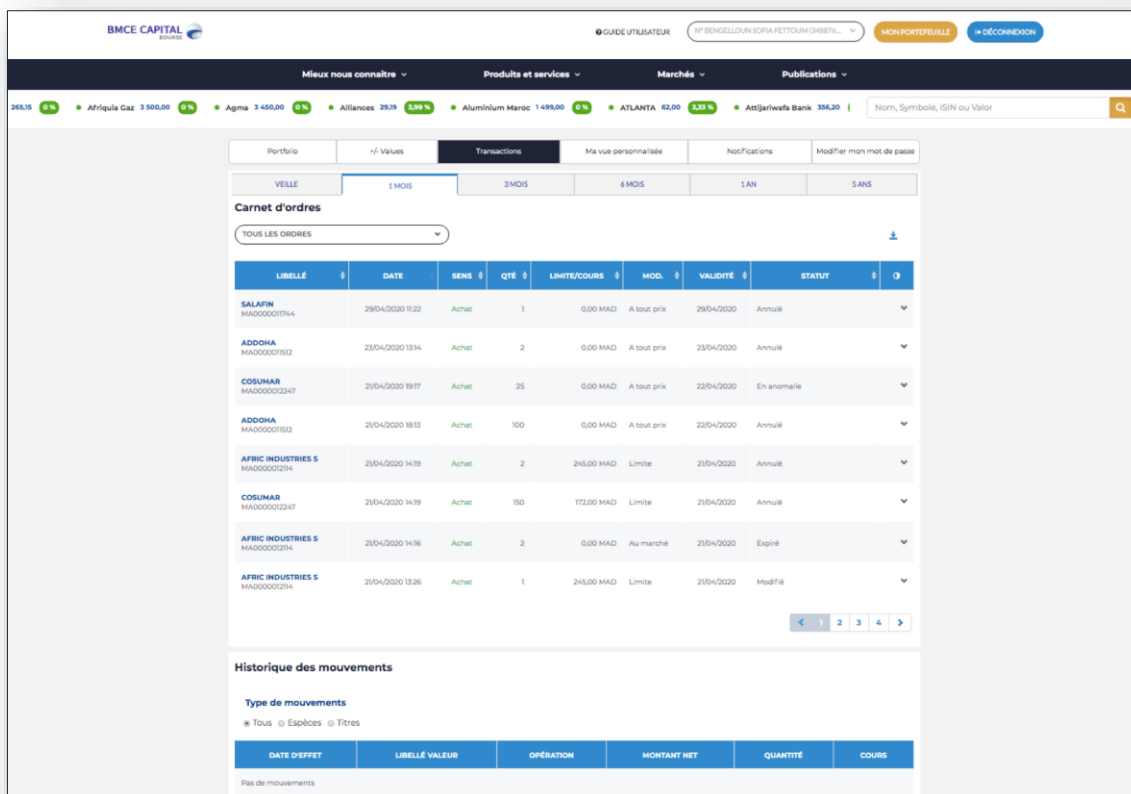 BMCE CAPITAL
BOURSE
GUIDE UTILISATEUR
N° BENGELLOUN SOFIA FETTOUM (348876...
MON PORTEFEUILLE
DÉCONNEXION
Mieux nous connaitre Produits et services Marchés Publications
265,15 0 % Afriquia Gaz 3 500,00 0 % Agma 3 450,00 0 % Alliances 29,19 3,99 % Aluminium Maroc 1 499,00 0 % ATLANTA 62,00 3,33 % Attijariwafa Bank 356,20
Nom, Symbole, ISIN ou Valor
Portfolio +/- Values Transactions Ma vue personnalisée Notifications Modifier mon mot de passe
VEILLE 1 MOIS 3 MOIS 6 MOIS 1 AN 5 ANS
Carnet d'ordres
TOUS LES ORDRES
LIBELLÉ DATE SENS QTÉ LIMITE/COURS MOD. VALIDITÉ STATUT
SALAFIN
MA0000011744
29/04/2020 11:22 Achat 1 0,00 MAD A tout prix 29/04/2020 Annulé
ADDOHA
MA0000011512
23/04/2020 13:14 Achat 2 0,00 MAD A tout prix 23/04/2020 Annulé
COSUMAR
MA0000012247
21/04/2020 19:17 Achat 25 0,00 MAD A tout prix 22/04/2020 En anomalie
ADDOHA
MA0000011512
21/04/2020 18:13 Achat 100 0,00 MAD A tout prix 22/04/2020 Annulé
AFRIC INDUSTRIES S
MA0000012114
21/04/2020 14:19 Achat 2 245,00 MAD Limite 21/04/2020 Annulé
COSUMAR
MA0000012247
21/04/2020 14:19 Achat 150 172,00 MAD Limite 21/04/2020 Annulé
AFRIC INDUSTRIES S
MA0000012114
21/04/2020 14:16 Achat 2 0,00 MAD Au marché 21/04/2020 Expiré
AFRIC INDUSTRIES S
MA0000012114
21/04/2020 13:26 Achat 1 245,00 MAD Limite 21/04/2020 Modifié
1 2 3 4
Historique des mouvements
Type de mouvements
Tous Espèces Titres
DATE D'EFFET LIBELLÉ VALEUR OPÉRATION MONTANT NET QUANTITÉ COURS
Pas de mouvements